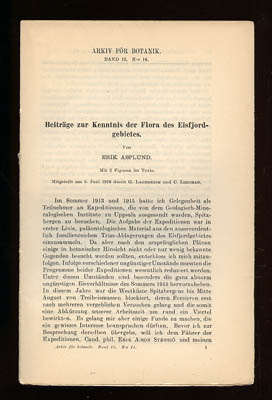 ARKIV FÖR BOTANIK.
BAND 15. N:o 14.
Beiträge zur Kenntnis der Flora des Eisfjord-
gebietes.
Von
ERIK ASPLUND.
Mit 2 Figuren im Texte.
Mitgeteilt am 5. Juni 1918 durch G. Lagerheim und C. Lindman.
Im Sommer 1913 und 1915 hatte ich Gelegenheit als
Teilnehmer an Expeditionen, die von dem Geologisch-Mine-
ralogischen Institute zu Uppsala ausgesandt wurden, Spitz-
bergen zu besuchen. Die Aufgabe der Expeditionen war in
erster Linie, paläontologisches Material aus den ausserordent-
lich fossilienreichen Trias-Ablagerungen des Eisfjordgebietes
einzusammeln. Da aber nach den ursprünglichen Plänen
einige in botanischer Hinsicht nicht oder nur wenig bekannte
Gegenden besucht werden sollten, entschloss ich mich mitzu-
folgen. Infolge verschiedener ungünstiger Umstände mussten die
Programme beider Expeditionen wesentlich reduziert werden.
Unter diesen Umständen sind besonders die ganz abnorm
ungünstigen Eisverhältnisse des Sommers 1915 hervorzuheben.
In diesem Jahre war die Westküste Spitzbergens bis Mitte
August von Treibeismassen blockiert, deren Forcieren erst
nach mehreren vergeblichen Versuchen gelang und die somit
eine Abkürzung unserer Arbeitszeit um rund ein Viertel
bewirkten. Es gelang mir aber einige Funde zu machen, die
ein gewisses Interesse beanspruchen dürften. Bevor ich zur
Besprechung derselben übergehe, will ich dem Führer der
Expeditionen, Cand. phil. Erik Andersson Stensiö und meinen
Arkiv för botanik. Band 15. N:o 14. 1